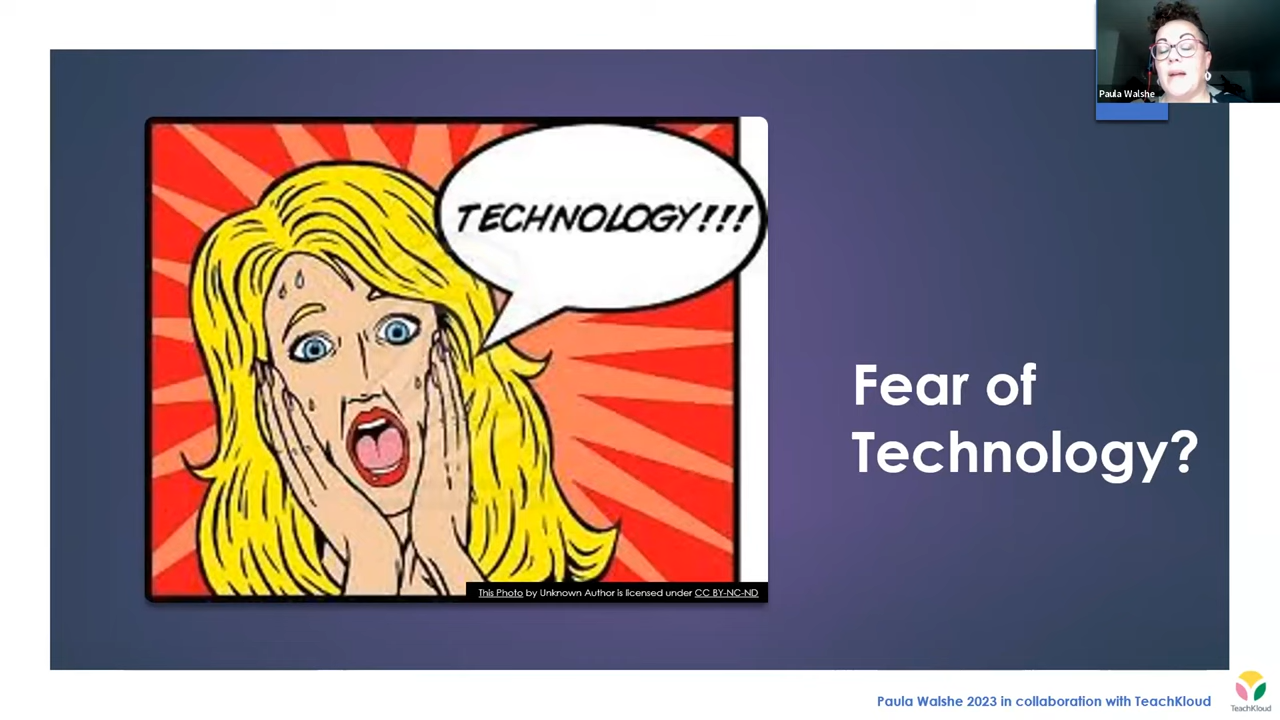 Paula Walshe
TECHNOLOGY!!!
Fear of
Technology?
This Photo by Unknown Author is licensed under CC BY-NC-ND
Paula Walshe 2023 in collaboration with TeachKloud
TeachKloud